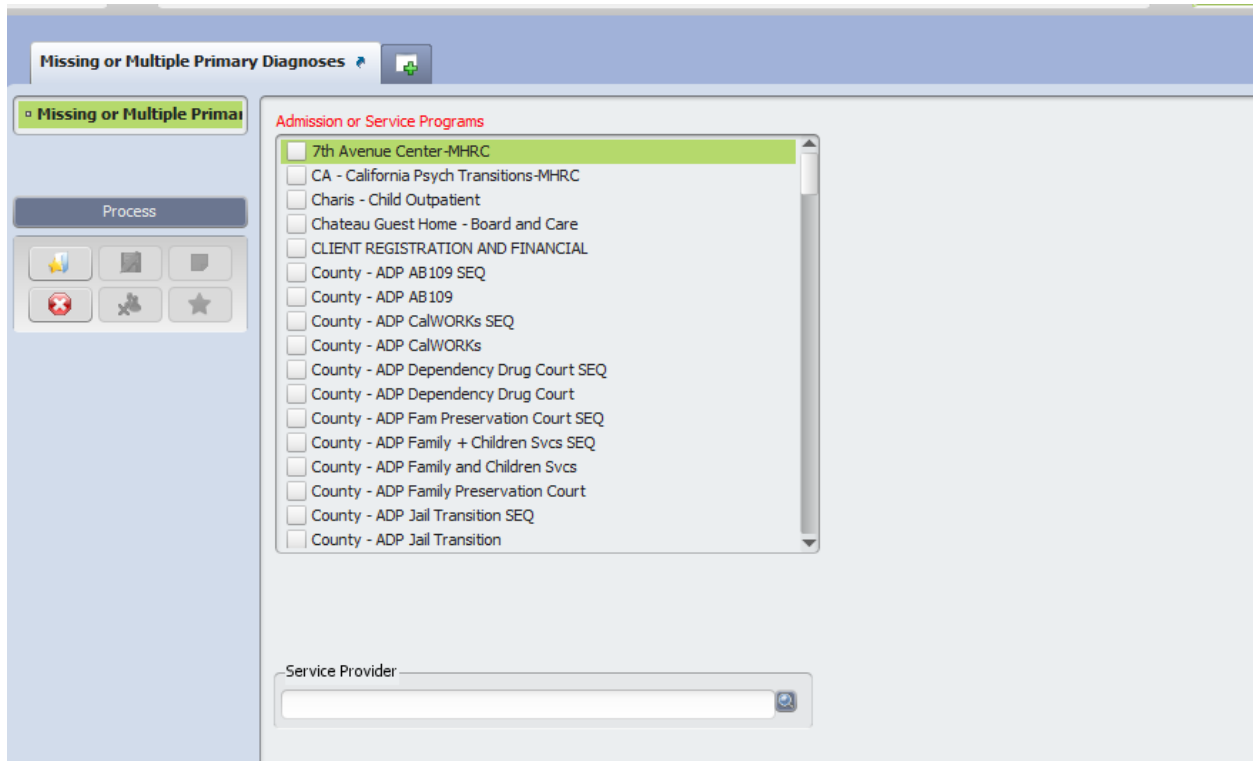 Missing or Multiple Primary Diagnoses
Missing or Multiple Primar
Process
Admission or Service Programs
7th Avenue Center-MHRC
CA - California Psych Transitions-MHRC
Charis - Child Outpatient
Chateau Guest Home - Board and Care
CLIENT REGISTRATION AND FINANCIAL
County - ADP AB109 SEQ
County - ADP AB109
County - ADP CalWORKs SEQ
County - ADP CalWORKs
County - ADP Dependency Drug Court SEQ
County - ADP Dependency Drug Court
County - ADP Fam Preservation Court SEQ
County - ADP Family + Children Svcs SEQ
County - ADP Family and Children Svcs
County - ADP Family Preservation Court
County - ADP Jail Transition SEQ
County - ADP Jail Transition
Service Provider